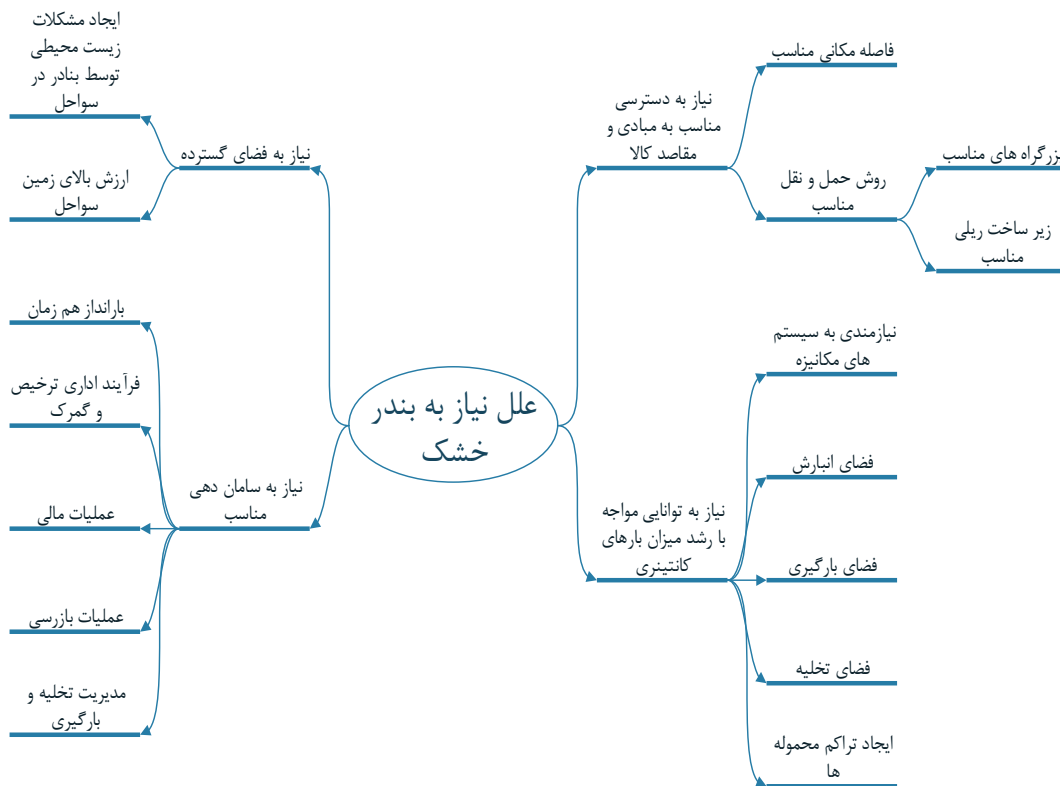 علل نیاز به بندر
خشک
نیاز به دسترسی
مناسب به مبادی و
مقاصد کالا
فاصله مکانی مناسب
روش حمل و نقل
مناسب
بزرگراه های مناسب
زیر ساخت ریلی
مناسب
نیاز به توانایی مواجه
با رشد میزان بارهای
کانتینری
نیازمندی به سیستم
های مکانیزه
فضای انبارش
فضای بارگیری
فضای تخلیه
ایجاد تراکم محموله
ها
نیاز به فضای گسترده
ایجاد مشکلات
زیست محیطی
توسط بنادر در
سواحل
ارزش بالای زمین
سواحل
نیاز به سامان دهی
مناسب
بارانداز هم زمان
فرآیند اداری ترخیص
و گمرک
عملیات مالی
عملیات بازرسی
مدیریت تخلیه و
بارگیری